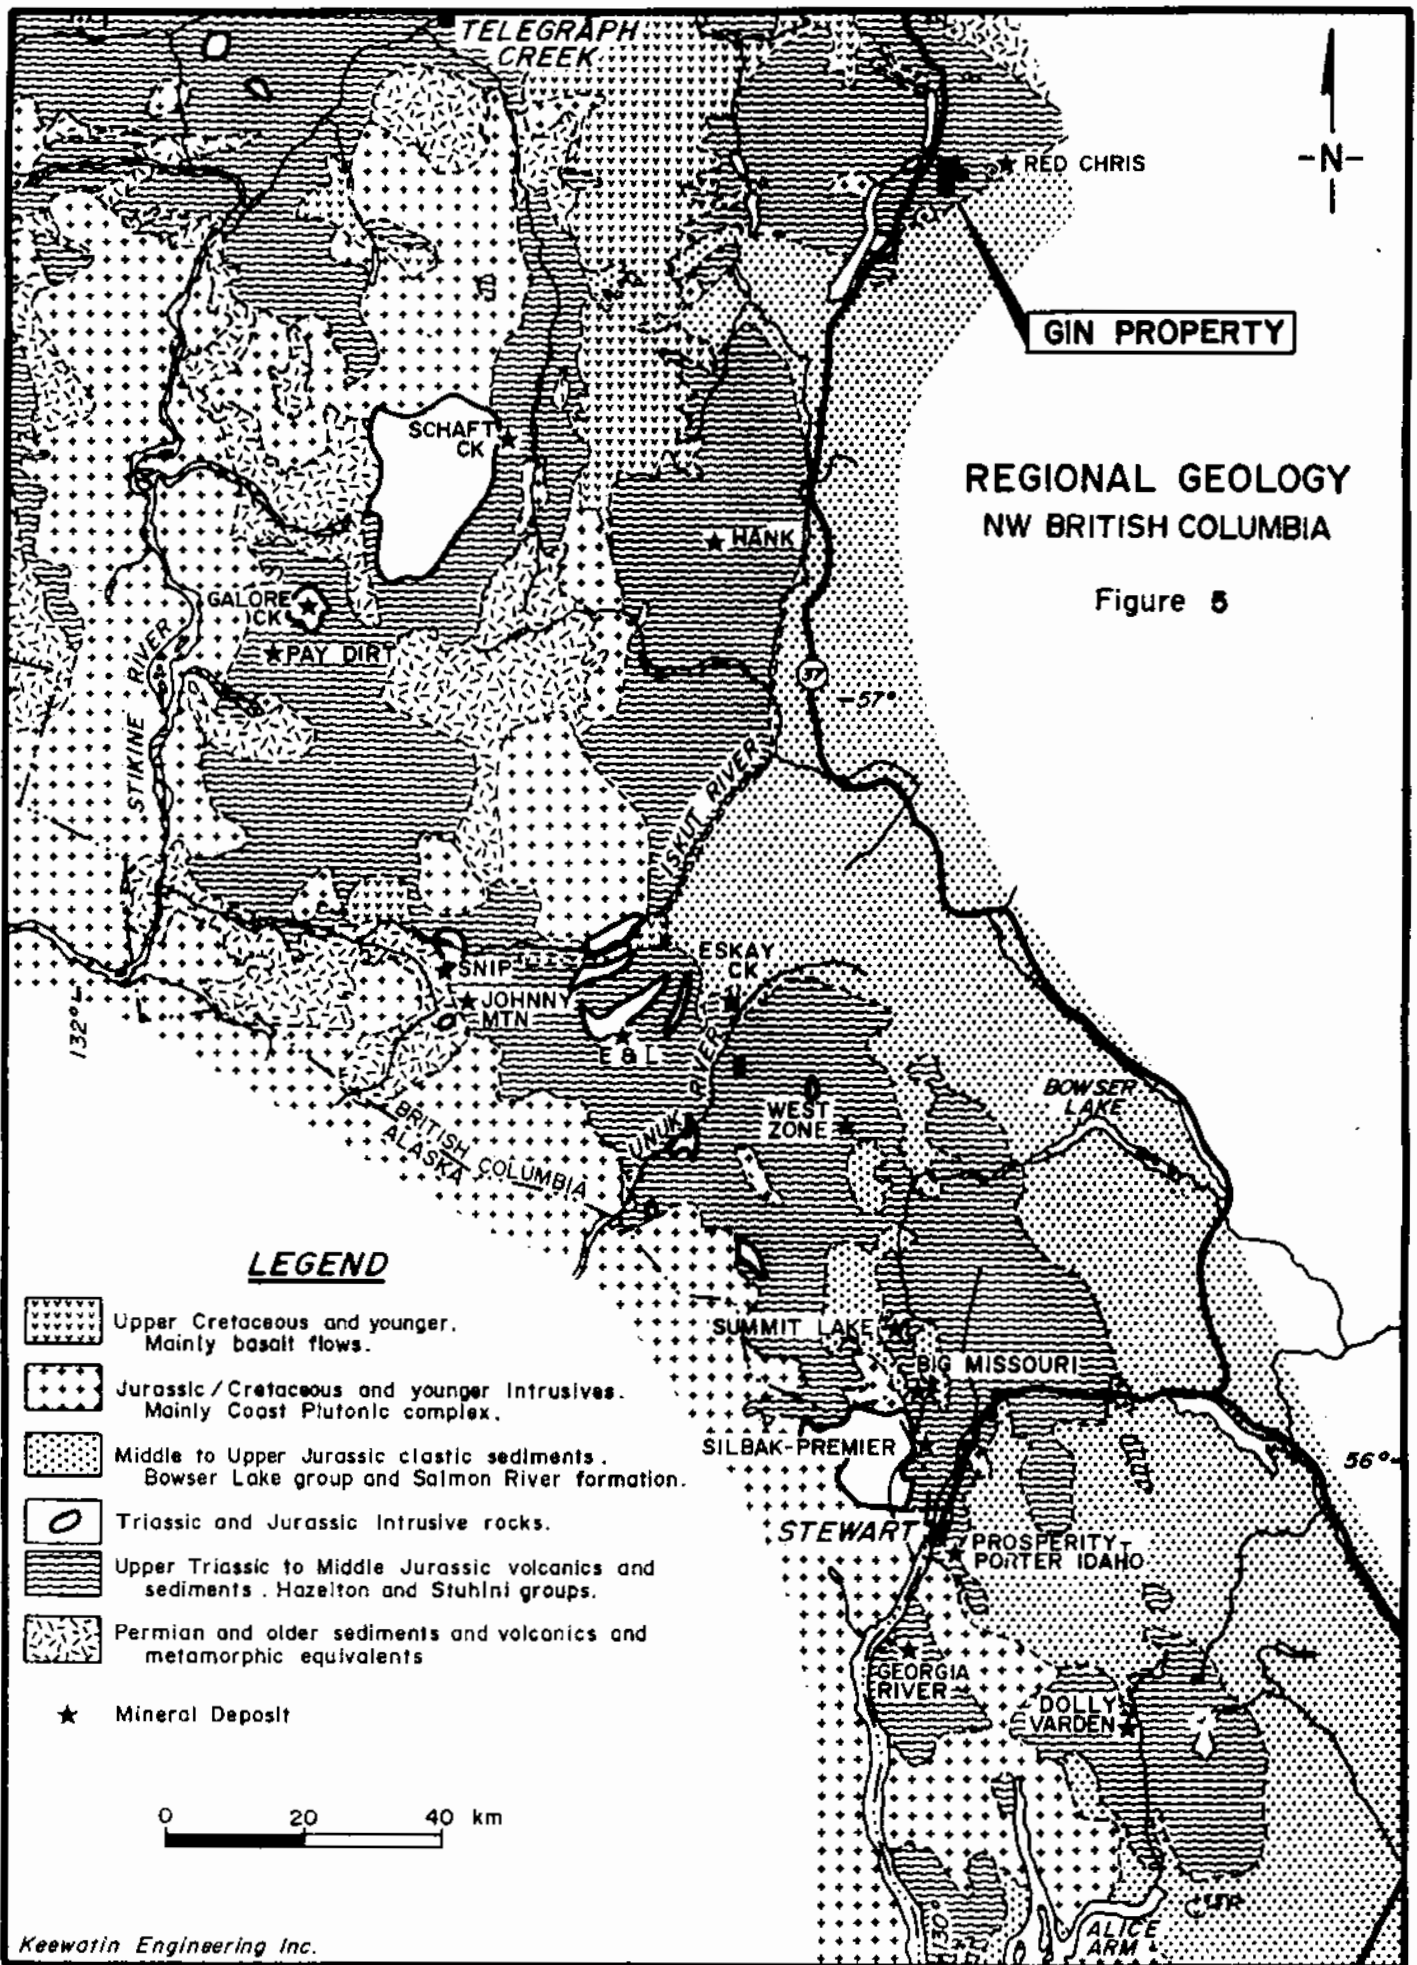 TELEGRAPH
CREEK
RED CHRIS
-N-
GIN PROPERTY
REGIONAL GEOLOGY
NW BRITISH COLUMBIA
Figure 5
SCHAFT
CK
HANK
GALORE
CK
PAY DIRT
STIKINE RIVER
37
57°
ISKUT RIVER
ESKAY
CK
SNIP
JOHNNY
MTN
E & L
132°
UNUK RIVER
WEST
ZONE
BOWSER
LAKE
BRITISH COLUMBIA
ALASKA
LEGEND
Upper Cretaceous and younger.
Mainly basalt flows.
Jurassic/Cretaceous and younger Intrusives.
Mainly Coast Plutonic complex.
Middle to Upper Jurassic clastic sediments.
Bowser Lake group and Salmon River formation.
Triassic and Jurassic Intrusive rocks.
Upper Triassic to Middle Jurassic volcanics and
sediments. Hazelton and Stuhini groups.
Permian and older sediments and volcanics and
metamorphic equivalents
Mineral Deposit
SUMMIT LAKE
BIG MISSOURI
SILBAK-PREMIER
56°
STEWART
PROSPERITY-
PORTER IDAHO
GEORGIA
RIVER
DOLLY
VARDEN
0 20 40 km
130°
ALICE
ARM
Keewatin Engineering Inc.